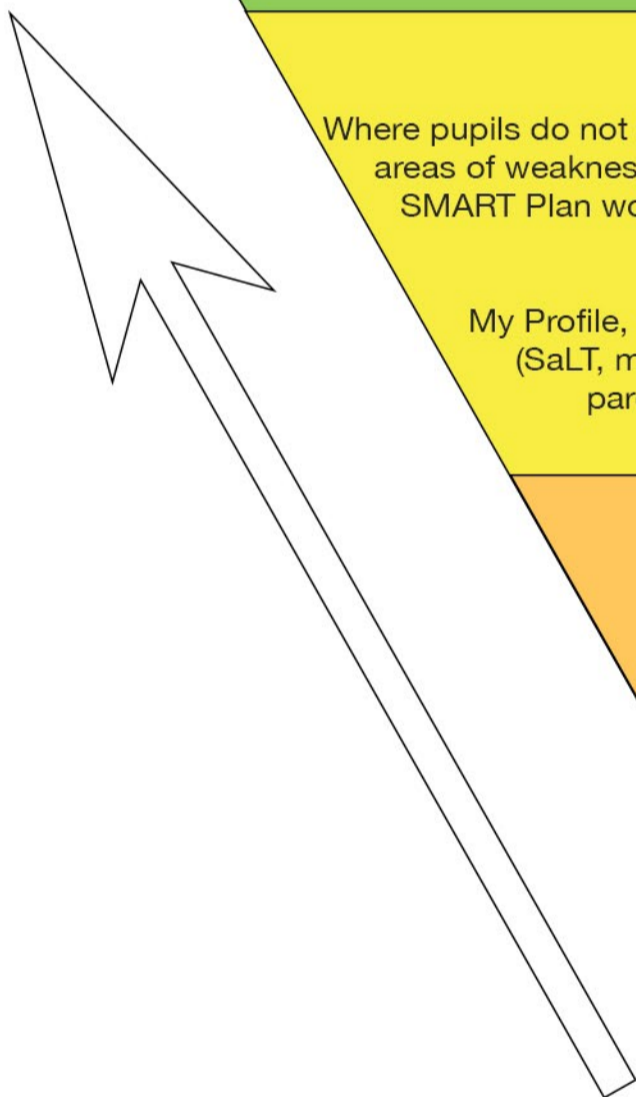 Where pupils do not
areas of weaknes
SMART Plan wo
My Profile,
(SaLT, m
par